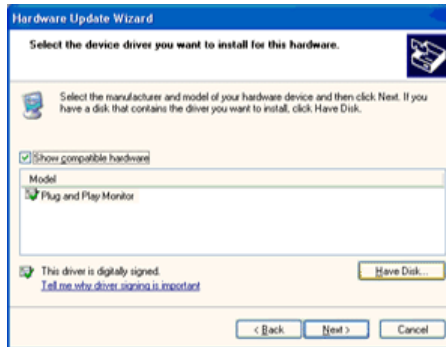 Hardware Update Wizard
Select the device driver you want to install for this hardware.
Select the manufacturer and model of your hardware device and then click Next. If you
have a disk that contains the driver you want to install, click Have Disk.
Show compatible hardware
Model
Plug and Play Monitor
This driver is digitally signed.
Tell me why driver signing is important
Have Disk...
< Back
Next >
Cancel